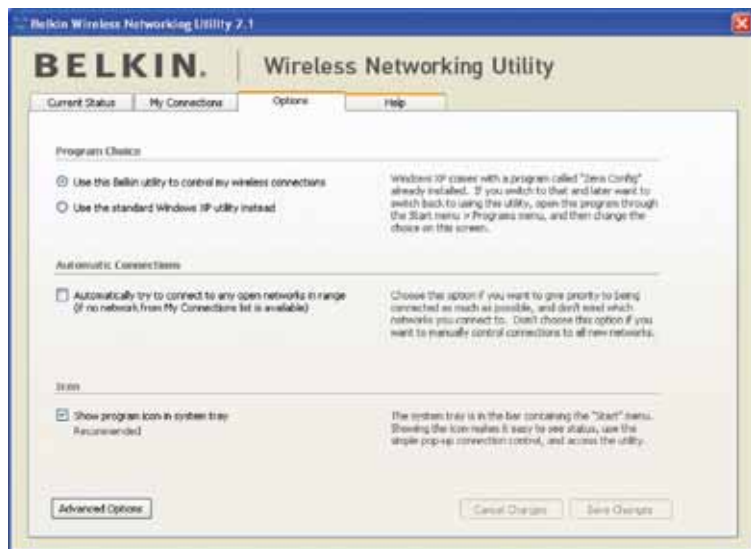 Belkin Wireless Networking Utility 2.1
BELKIN. Wireless Networking Utility
Current Status My Connections Options Help
Program Choice
Use this Belkin utility to control my wireless connections
Use the standard Windows XP utility instead
Windows XP comes with a program called "Zero Config"
already installed. If you switch to that and later want to
switch back to using this utility, open this program through
the Start menu > Programs menu, and then change the
choice on this screen.
Automatic Connections
Automatically try to connect to any open networks in range
(if no network from My Connections list is available)
Choose this option if you want to give priority to being
connected as much as possible, and don't mind which
networks you connect to. Don't choose this option if you
want to manually control connections to all new networks.
Icon
Show program icon in system tray
Recommended
The system tray is in the bar containing the "Start" menu.
Showing the icon makes it easy to see status, use the
simple pop-up connection control, and access the utility.
Advanced Options Cancel Changes Save Changes